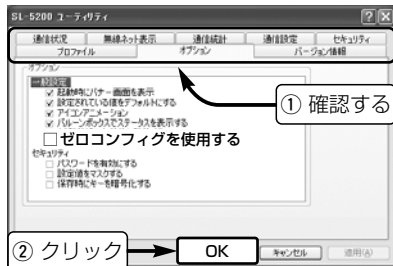 SL-5200 ユーティリティ
通信状況 無線ネット表示 通信統計 通信設定 セキュリティ
プロファイル オプション バージョン情報
オプション
一般設定
起動時にバナー画面を表示
設定されている値をデフォルトにする
アイコンアニメーション
バルーンボックスでステータスを表示する
ゼロコンフィグを使用する
セキュリティ
パスワードを有効にする
設定値をマスクする
保存時にキーを暗号化する
① 確認する
② クリック
OK キャンセル 適用(A)